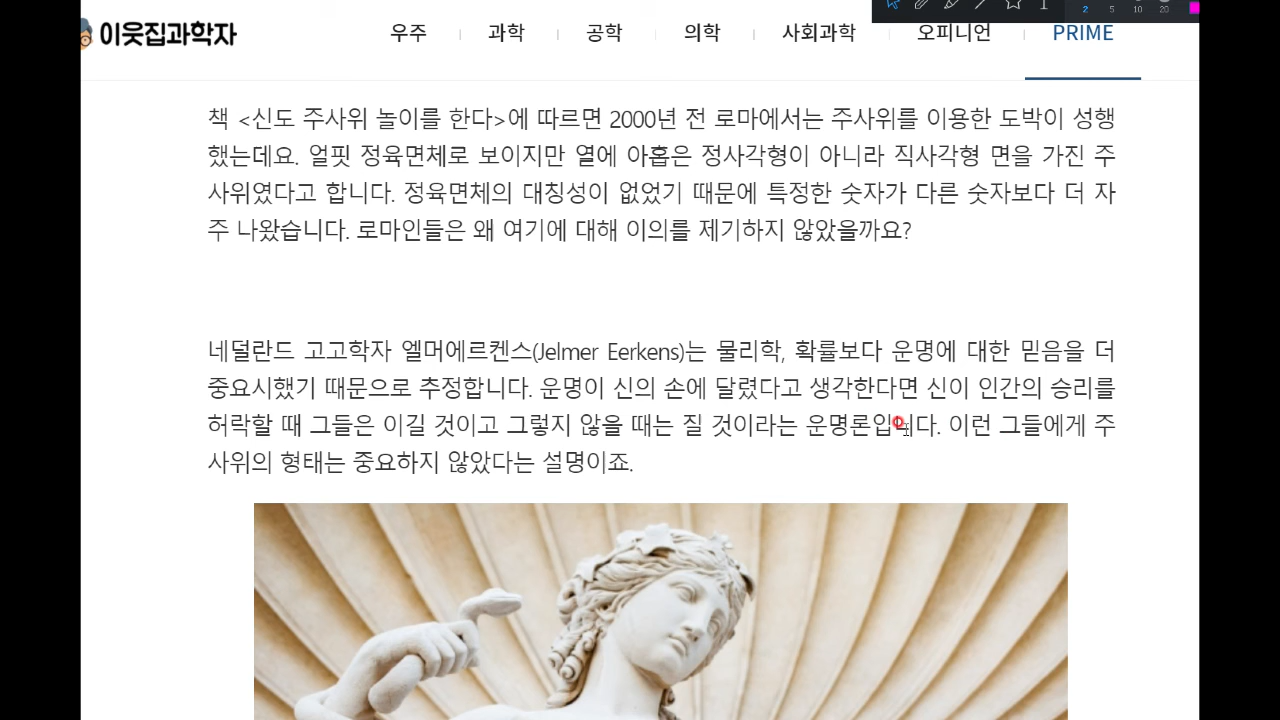 이웃집과학자
우주 과학 공학 의학 사회과학 오피니언 PRIME
2 5 10 20
책 <신도 주사위 놀이를 한다>에 따르면 2000년 전 로마에서는 주사위를 이용한 도박이 성행
했는데요. 얼핏 정육면체로 보이지만 열에 아홉은 정사각형이 아니라 직사각형 면을 가진 주
사위였다고 합니다. 정육면체의 대칭성이 없었기 때문에 특정한 숫자가 다른 숫자보다 더 자
주 나왔습니다. 로마인들은 왜 여기에 대해 이의를 제기하지 않았을까요?
네덜란드 고고학자 엘머에르켄스(Jelmer Eerkens)는 물리학, 확률보다 운명에 대한 믿음을 더
중요시했기 때문으로 추정합니다. 운명이 신의 손에 달렸다고 생각한다면 신이 인간의 승리를
허락할 때 그들은 이길 것이고 그렇지 않을 때는 질 것이라는 운명론입니다. 이런 그들에게 주
사위의 형태는 중요하지 않았다는 설명이죠.